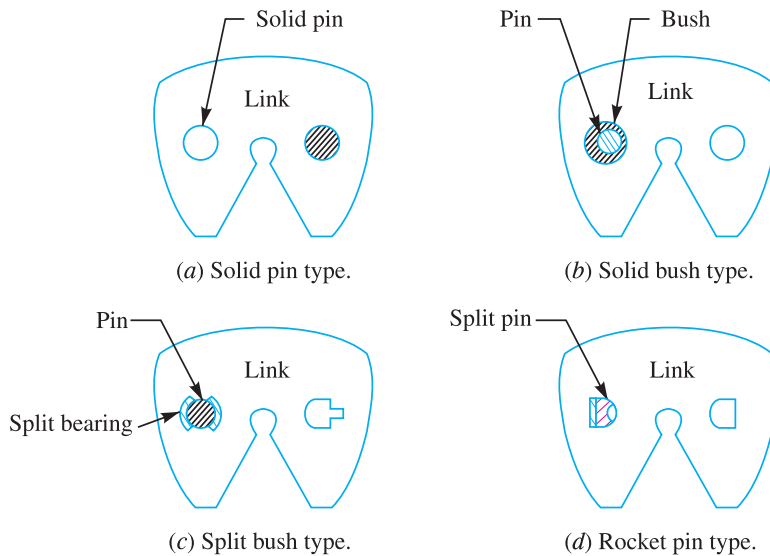 Solid pin
Link
(a) Solid pin type.
Pin
Bush
Link
(b) Solid bush type.
Pin
Link
Split bearing
(c) Split bush type.
Split pin
Link
(d) Rocket pin type.